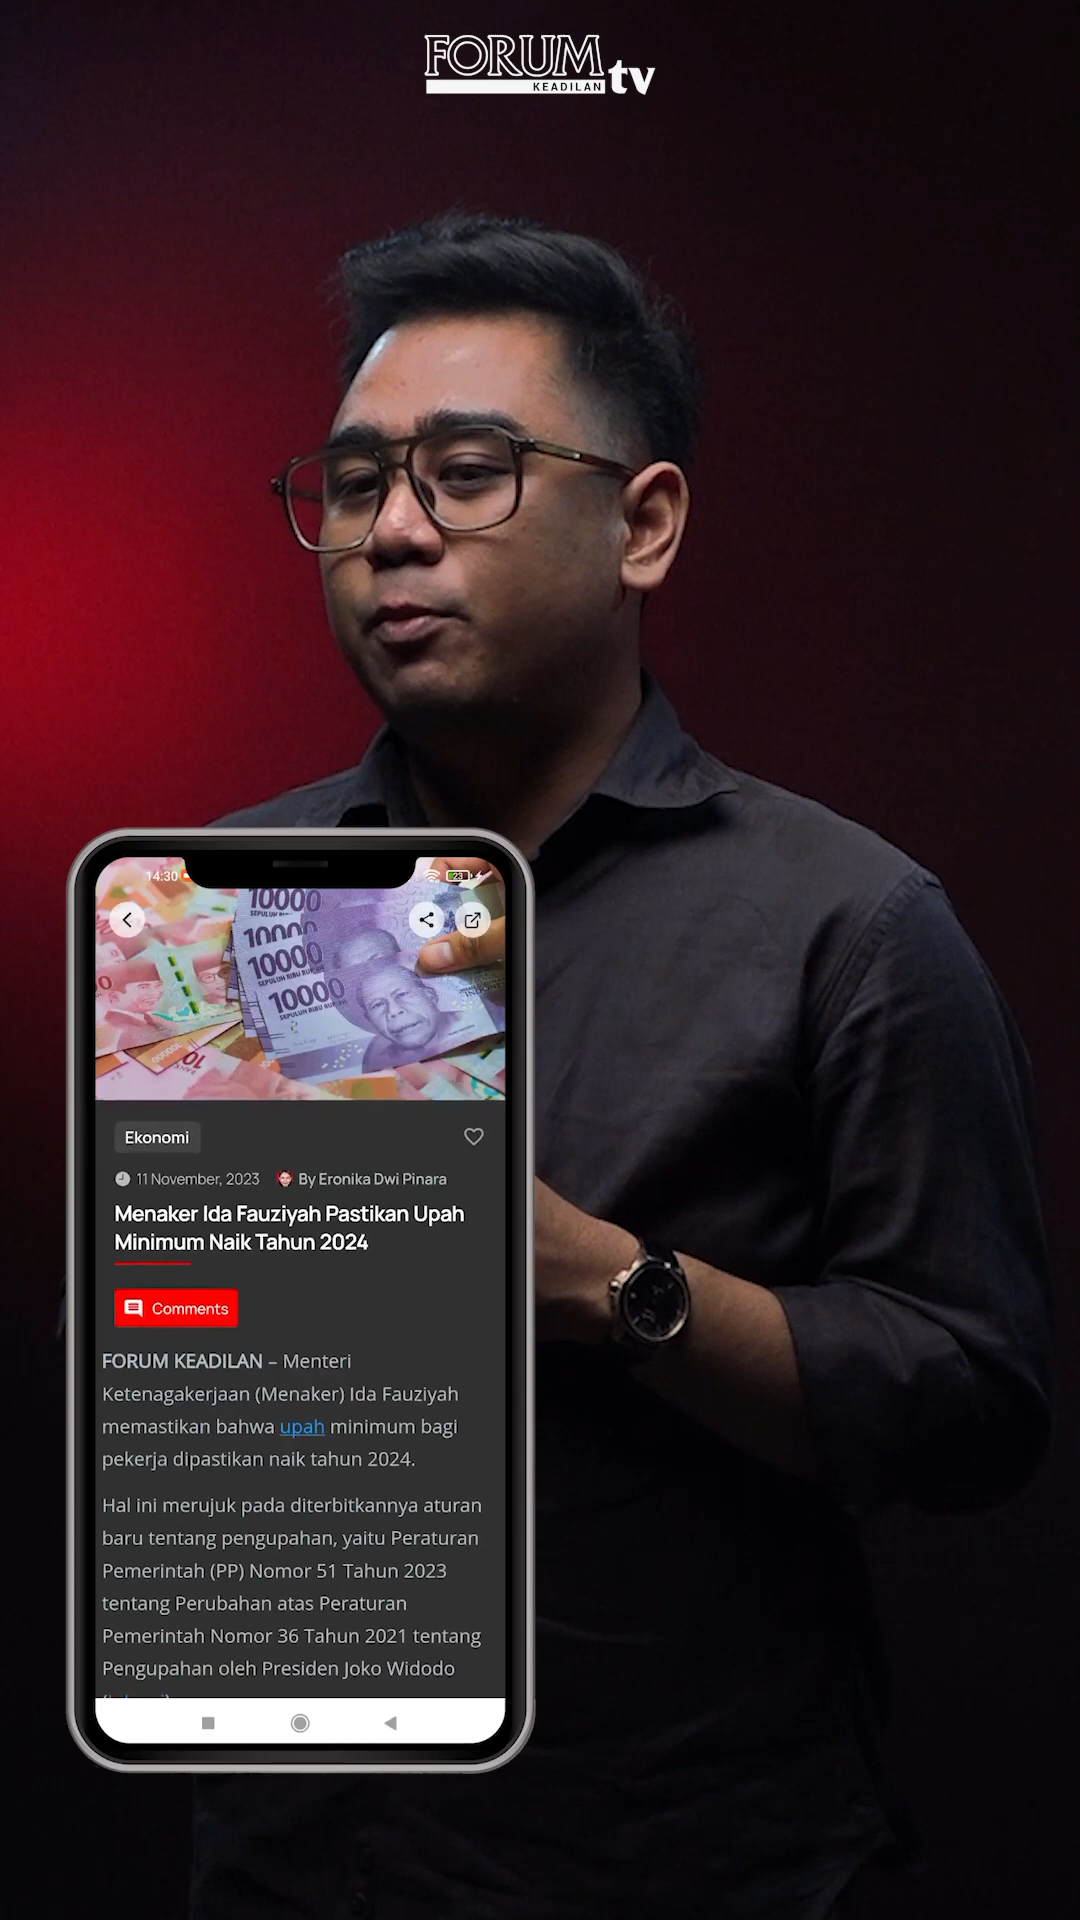 FORUM
KEADILAN tv
14:30
23
10000
SEPULUH RIBU RUPIAH
10000
10000
SEPULUH RIBU RUPIAH
10000
SEPULUH RIBU RUPIAH
Ekonomi
11 November, 2023 By Eronika Dwi Pinara
Menaker Ida Fauziyah Pastikan Upah
Minimum Naik Tahun 2024
Comments
FORUM KEADILAN – Menteri
Ketenagakerjaan (Menaker) Ida Fauziyah
memastikan bahwa upah minimum bagi
pekerja dipastikan naik tahun 2024.
Hal ini merujuk pada diterbitkannya aturan
baru tentang pengupahan, yaitu Peraturan
Pemerintah (PP) Nomor 51 Tahun 2023
tentang Perubahan atas Peraturan
Pemerintah Nomor 36 Tahun 2021 tentang
Pengupahan oleh Presiden Joko Widodo